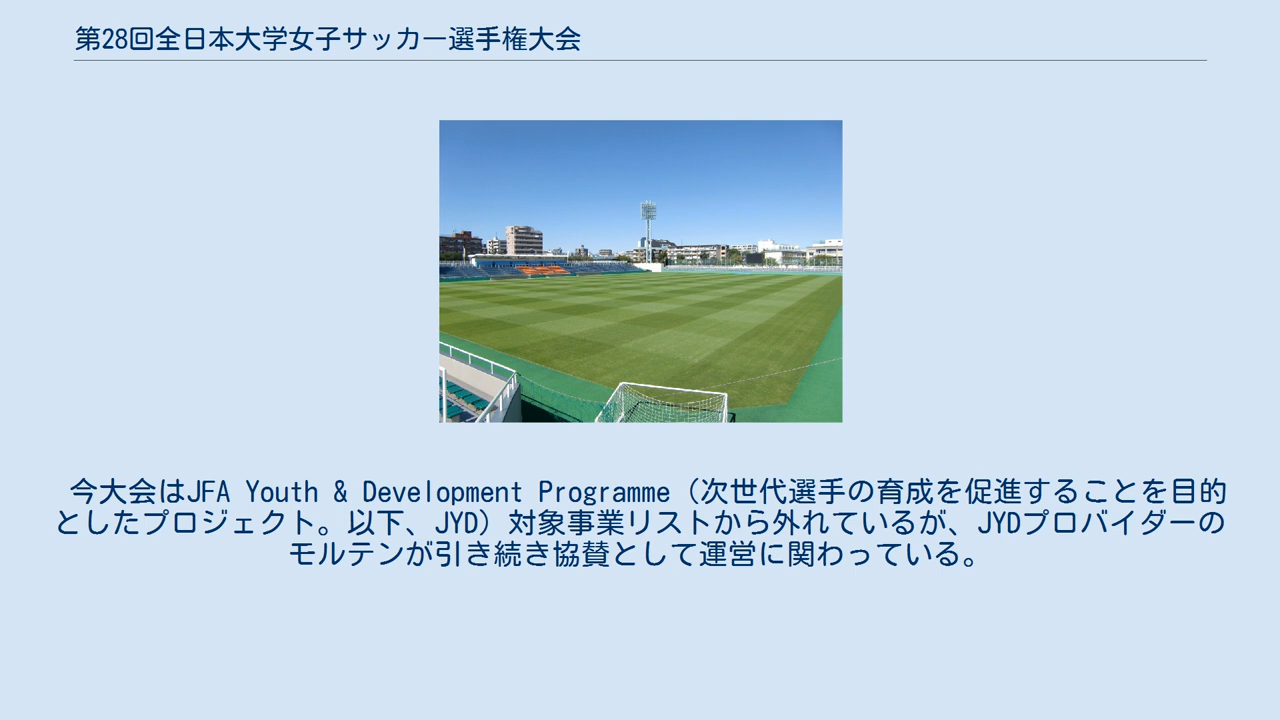 第28回全日本大学女子サッカー選手権大会
今大会はJFA Youth & Development Programme（次世代選手の育成を促進することを目的
としたプロジェクト。以下、JYD）対象事業リストから外れているが、JYDプロバイダーの
モルテンが引き続き協賛として運営に関わっている。